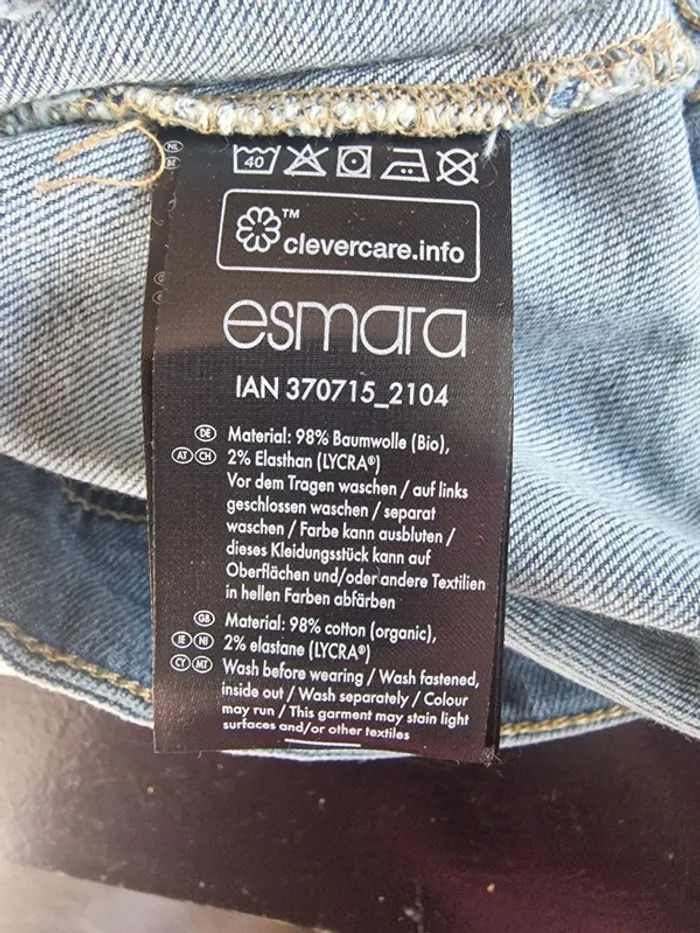 NL
BE
40
™
clevercare.info
esmara
IAN 370715_2104
DE Material: 98% Baumwolle (Bio),
AT CH 2% Elasthan (LYCRA®)
Vor dem Tragen waschen / auf links
geschlossen waschen / separat
waschen / Farbe kann ausbluten /
dieses Kleidungsstück kann auf
Oberflächen und/oder andere Textilien
in hellen Farben abfärben
GB Material: 98% cotton (organic),
IE NI 2% elastane (LYCRA®)
CY MT Wash before wearing / Wash fastened,
inside out / Wash separately / Colour
may run / This garment may stain light
surfaces and/or other textiles